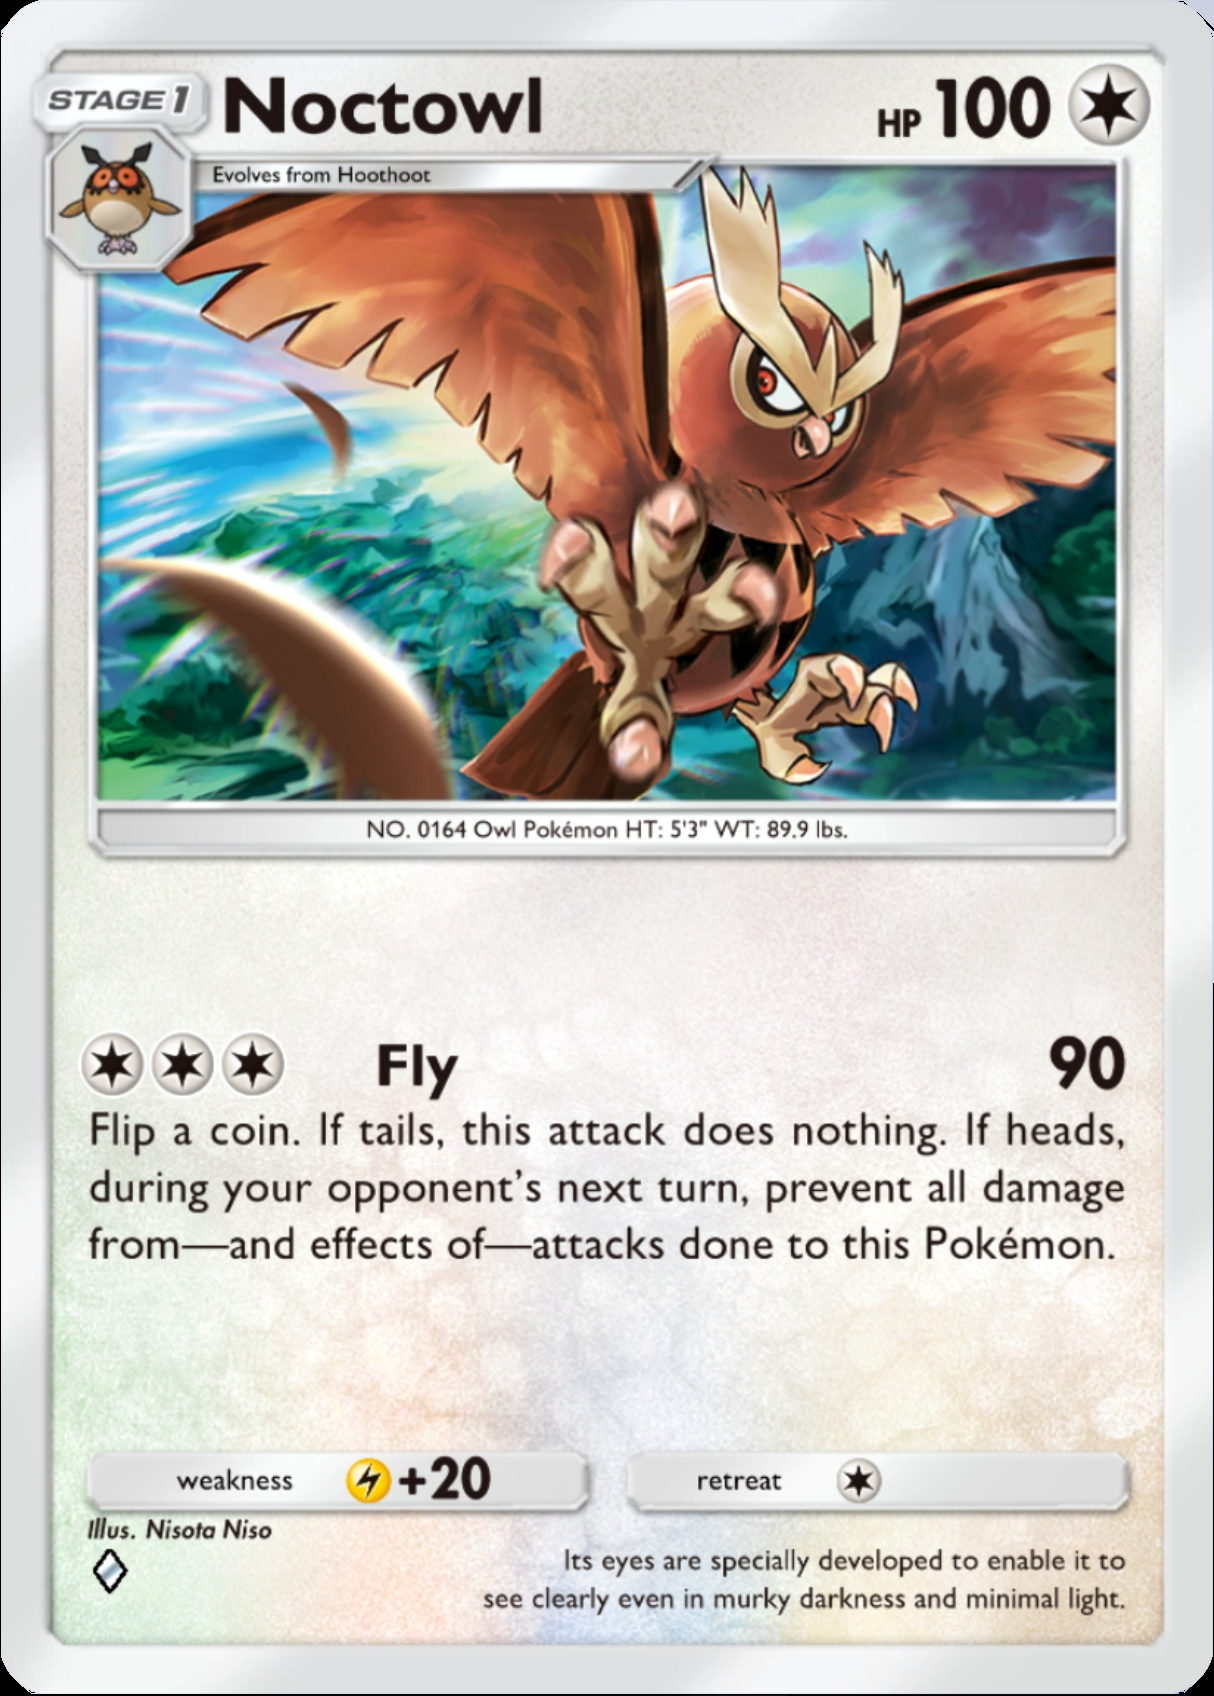 STAGE 1
Noctowl
HP 100
Evolves from Hoothoot
NO. 0164 Owl Pokémon HT: 5'3" WT: 89.9 lbs.
Fly 90
Flip a coin. If tails, this attack does nothing. If heads,
during your opponent’s next turn, prevent all damage
from—and effects of—attacks done to this Pokémon.
weakness +20
retreat
Illus. Nisota Niso
Its eyes are specially developed to enable it to
see clearly even in murky darkness and minimal light.